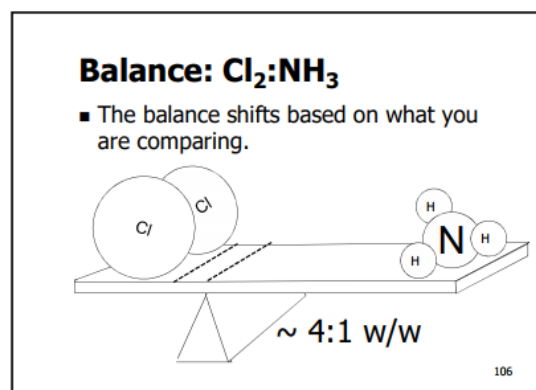 Balance: Cl₂:NH₃
■ The balance shifts based on what you
are comparing.
Cl
Cl
H
N
H
H
~ 4:1 w/w
106